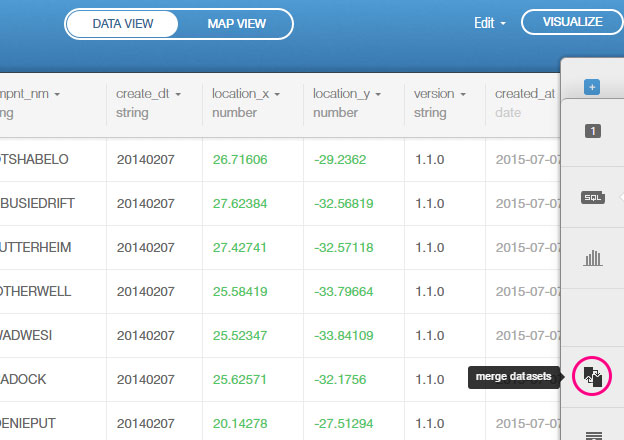 DATA VIEW MAP VIEW Edit VISUALIZE
mpnt_nm create_dt location_x location_y version created_at
ng string number number string date
+
1
SQL
OTSHABELO 20140207 26.71606 -29.2362 1.1.0 2015-07-07
BUSIEDRIFT 20140207 27.62384 -32.56819 1.1.0 2015-07-07
UTTERHEIM 20140207 27.42741 -32.57118 1.1.0 2015-07-07
OTHERWELL 20140207 25.58419 -33.79664 1.1.0 2015-07-07
WADWESI 20140207 25.52347 -33.84109 1.1.0 2015-07-07
ADOCK 20140207 25.62571 -32.1756 1.1.0 2015-07-07
merge datasets
DENIEPUT 20140207 20.14278 -27.51294 1.1.0 2015-07-07